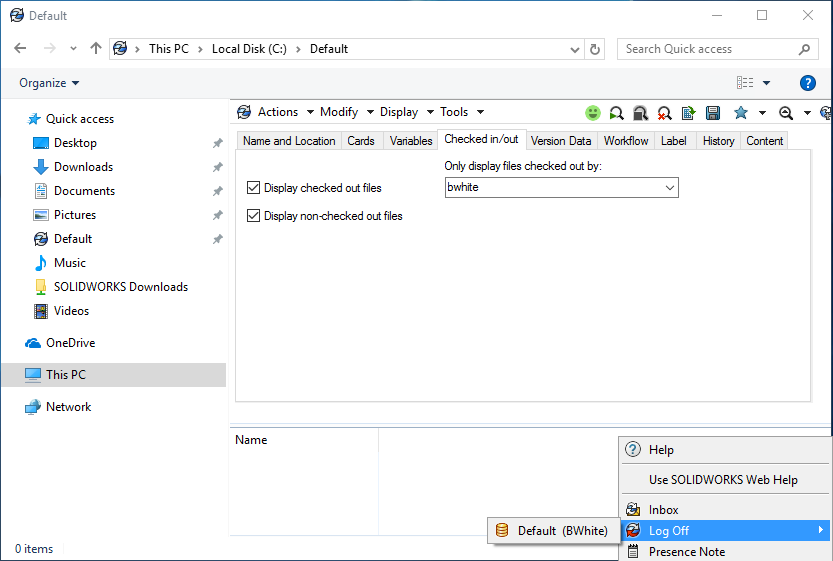 Default
This PC > Local Disk (C:) > Default
Search Quick access
Organize
?
Quick access
Desktop
Downloads
Documents
Pictures
Default
Music
SOLIDWORKS Downloads
Videos
OneDrive
This PC
Network
Actions Modify Display Tools
Name and Location Cards Variables Checked in/out Version Data Workflow Label History Content
Only display files checked out by:
Display checked out files
bwhite
Display non-checked out files
Name
? Help
Use SOLIDWORKS Web Help
Inbox
Default (BWhite)
Log Off
Presence Note
0 items